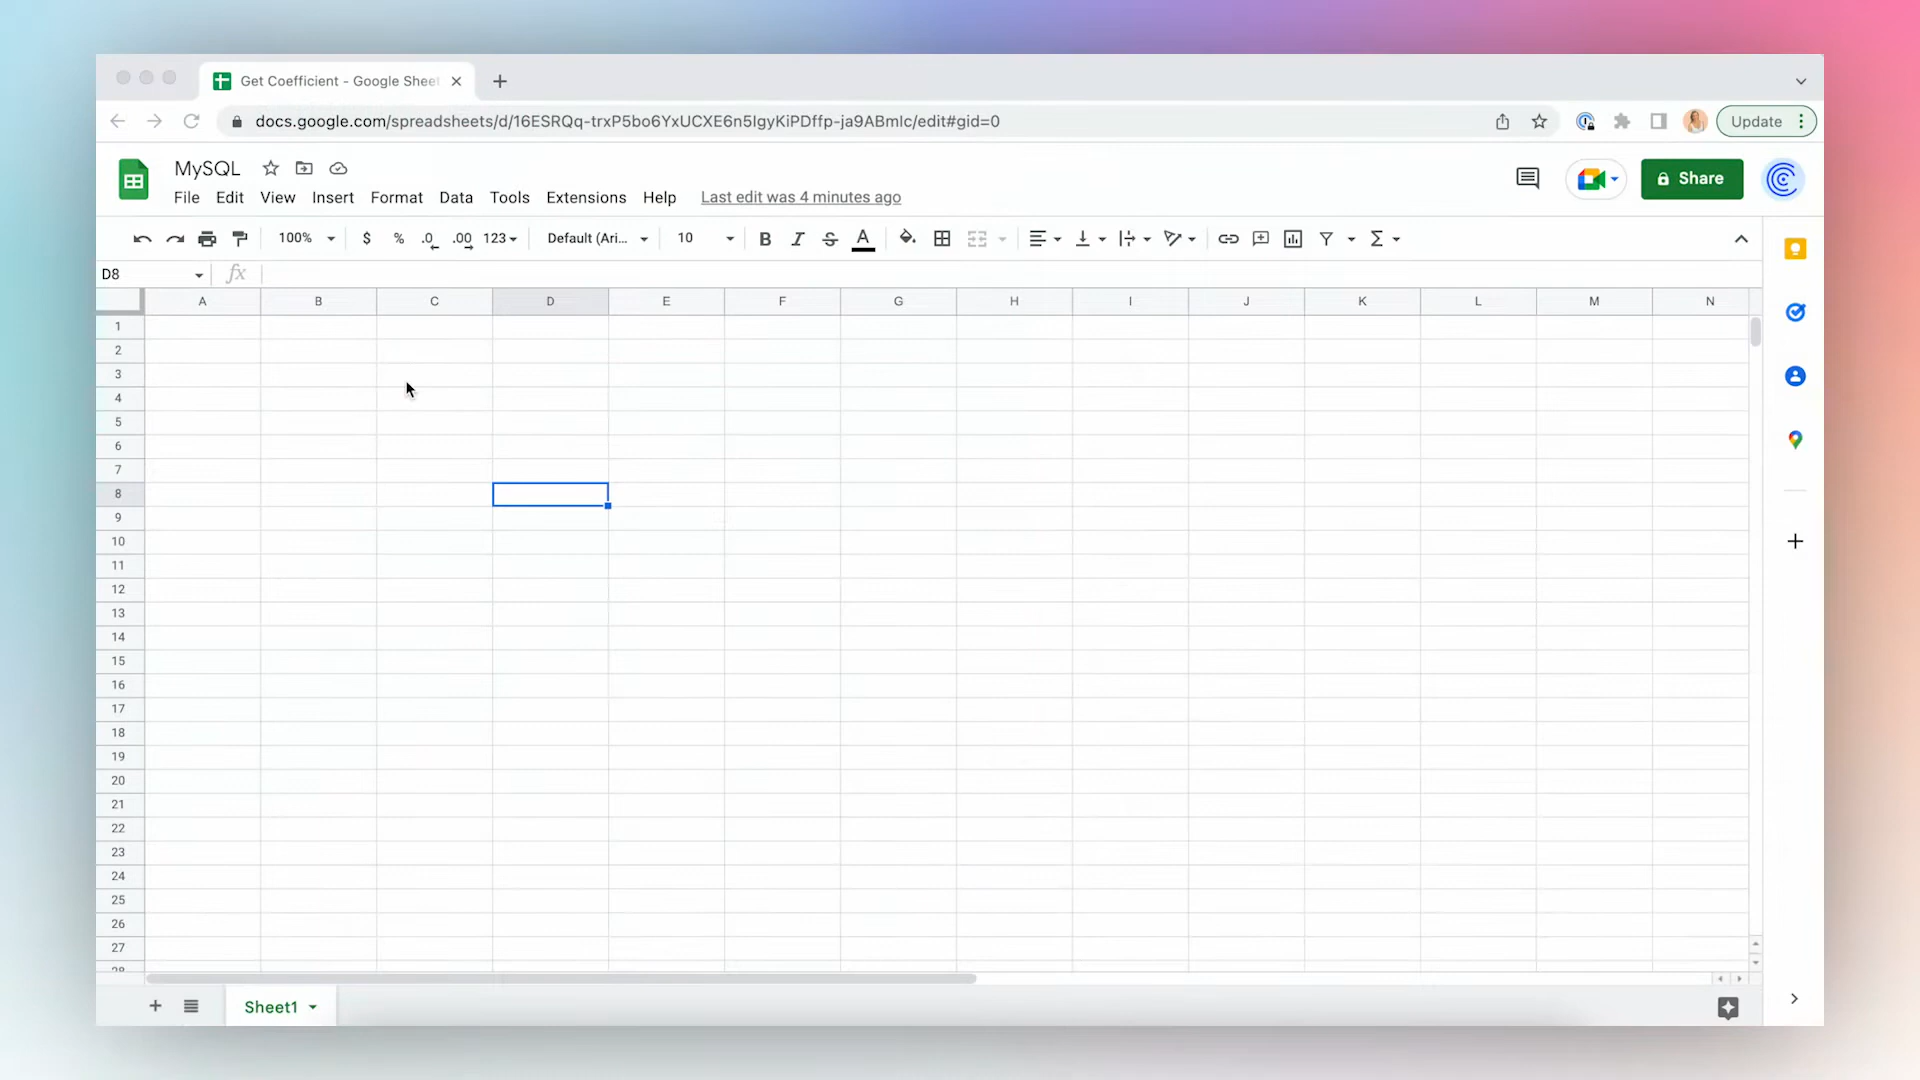 Get Coefficient - Google Sheet
docs.google.com/spreadsheets/d/16ESRQq-trxP5bo6YxUCXE6n5IgyKiPDffp-ja9ABmIc/edit#gid=0
Update
MySQL
File Edit View Insert Format Data Tools Extensions Help Last edit was 4 minutes ago
Share
100% $ % .0 .00 123 Default (Ari... 10 B I S A Σ
D8 fx
A B C D E F G H I J K L M N
1
2
3
4
5
6
7
8
9
10
11
12
13
14
15
16
17
18
19
20
21
22
23
24
25
26
27
28
Sheet1